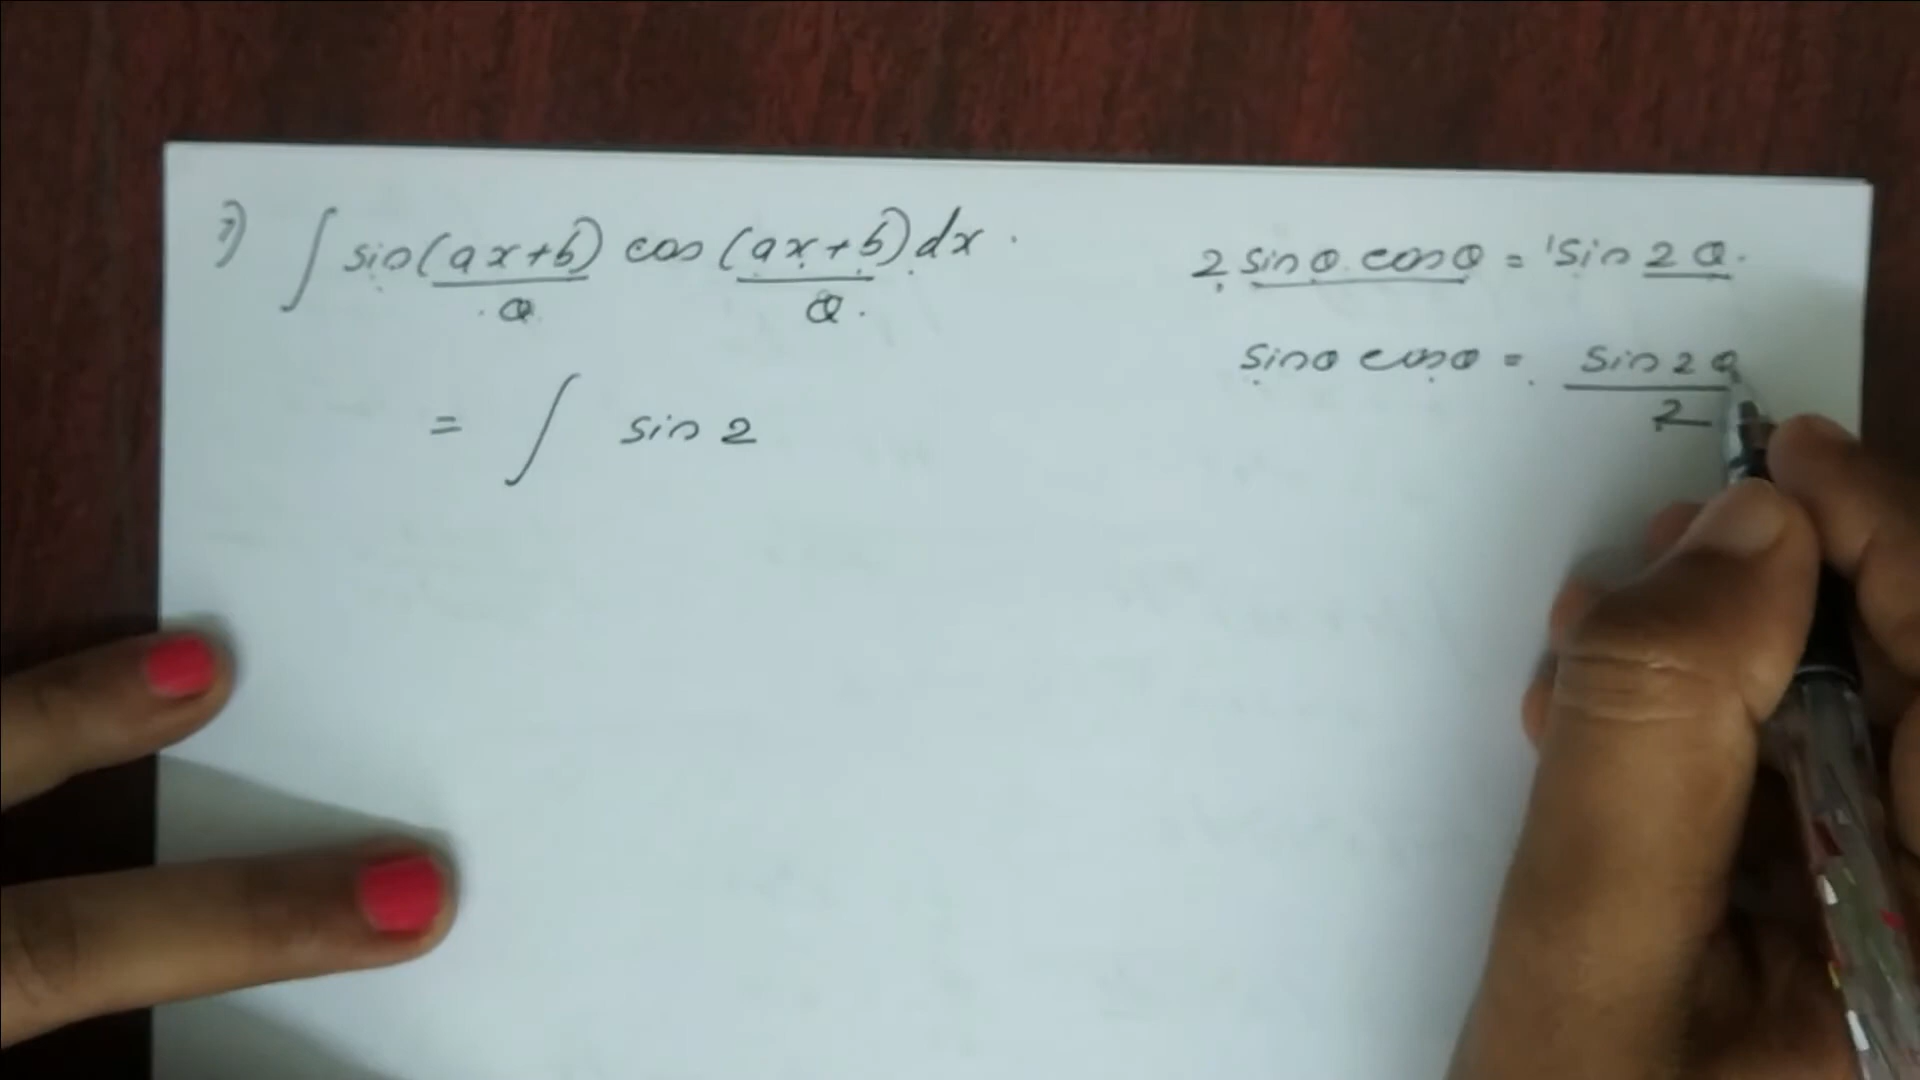 7) ∫ sin(ax+b) cos(ax+b)dx.
θ θ
= ∫ sin 2
2 sinθ cosθ = sin 2θ.
sinθ cosθ = sin 2θ
2